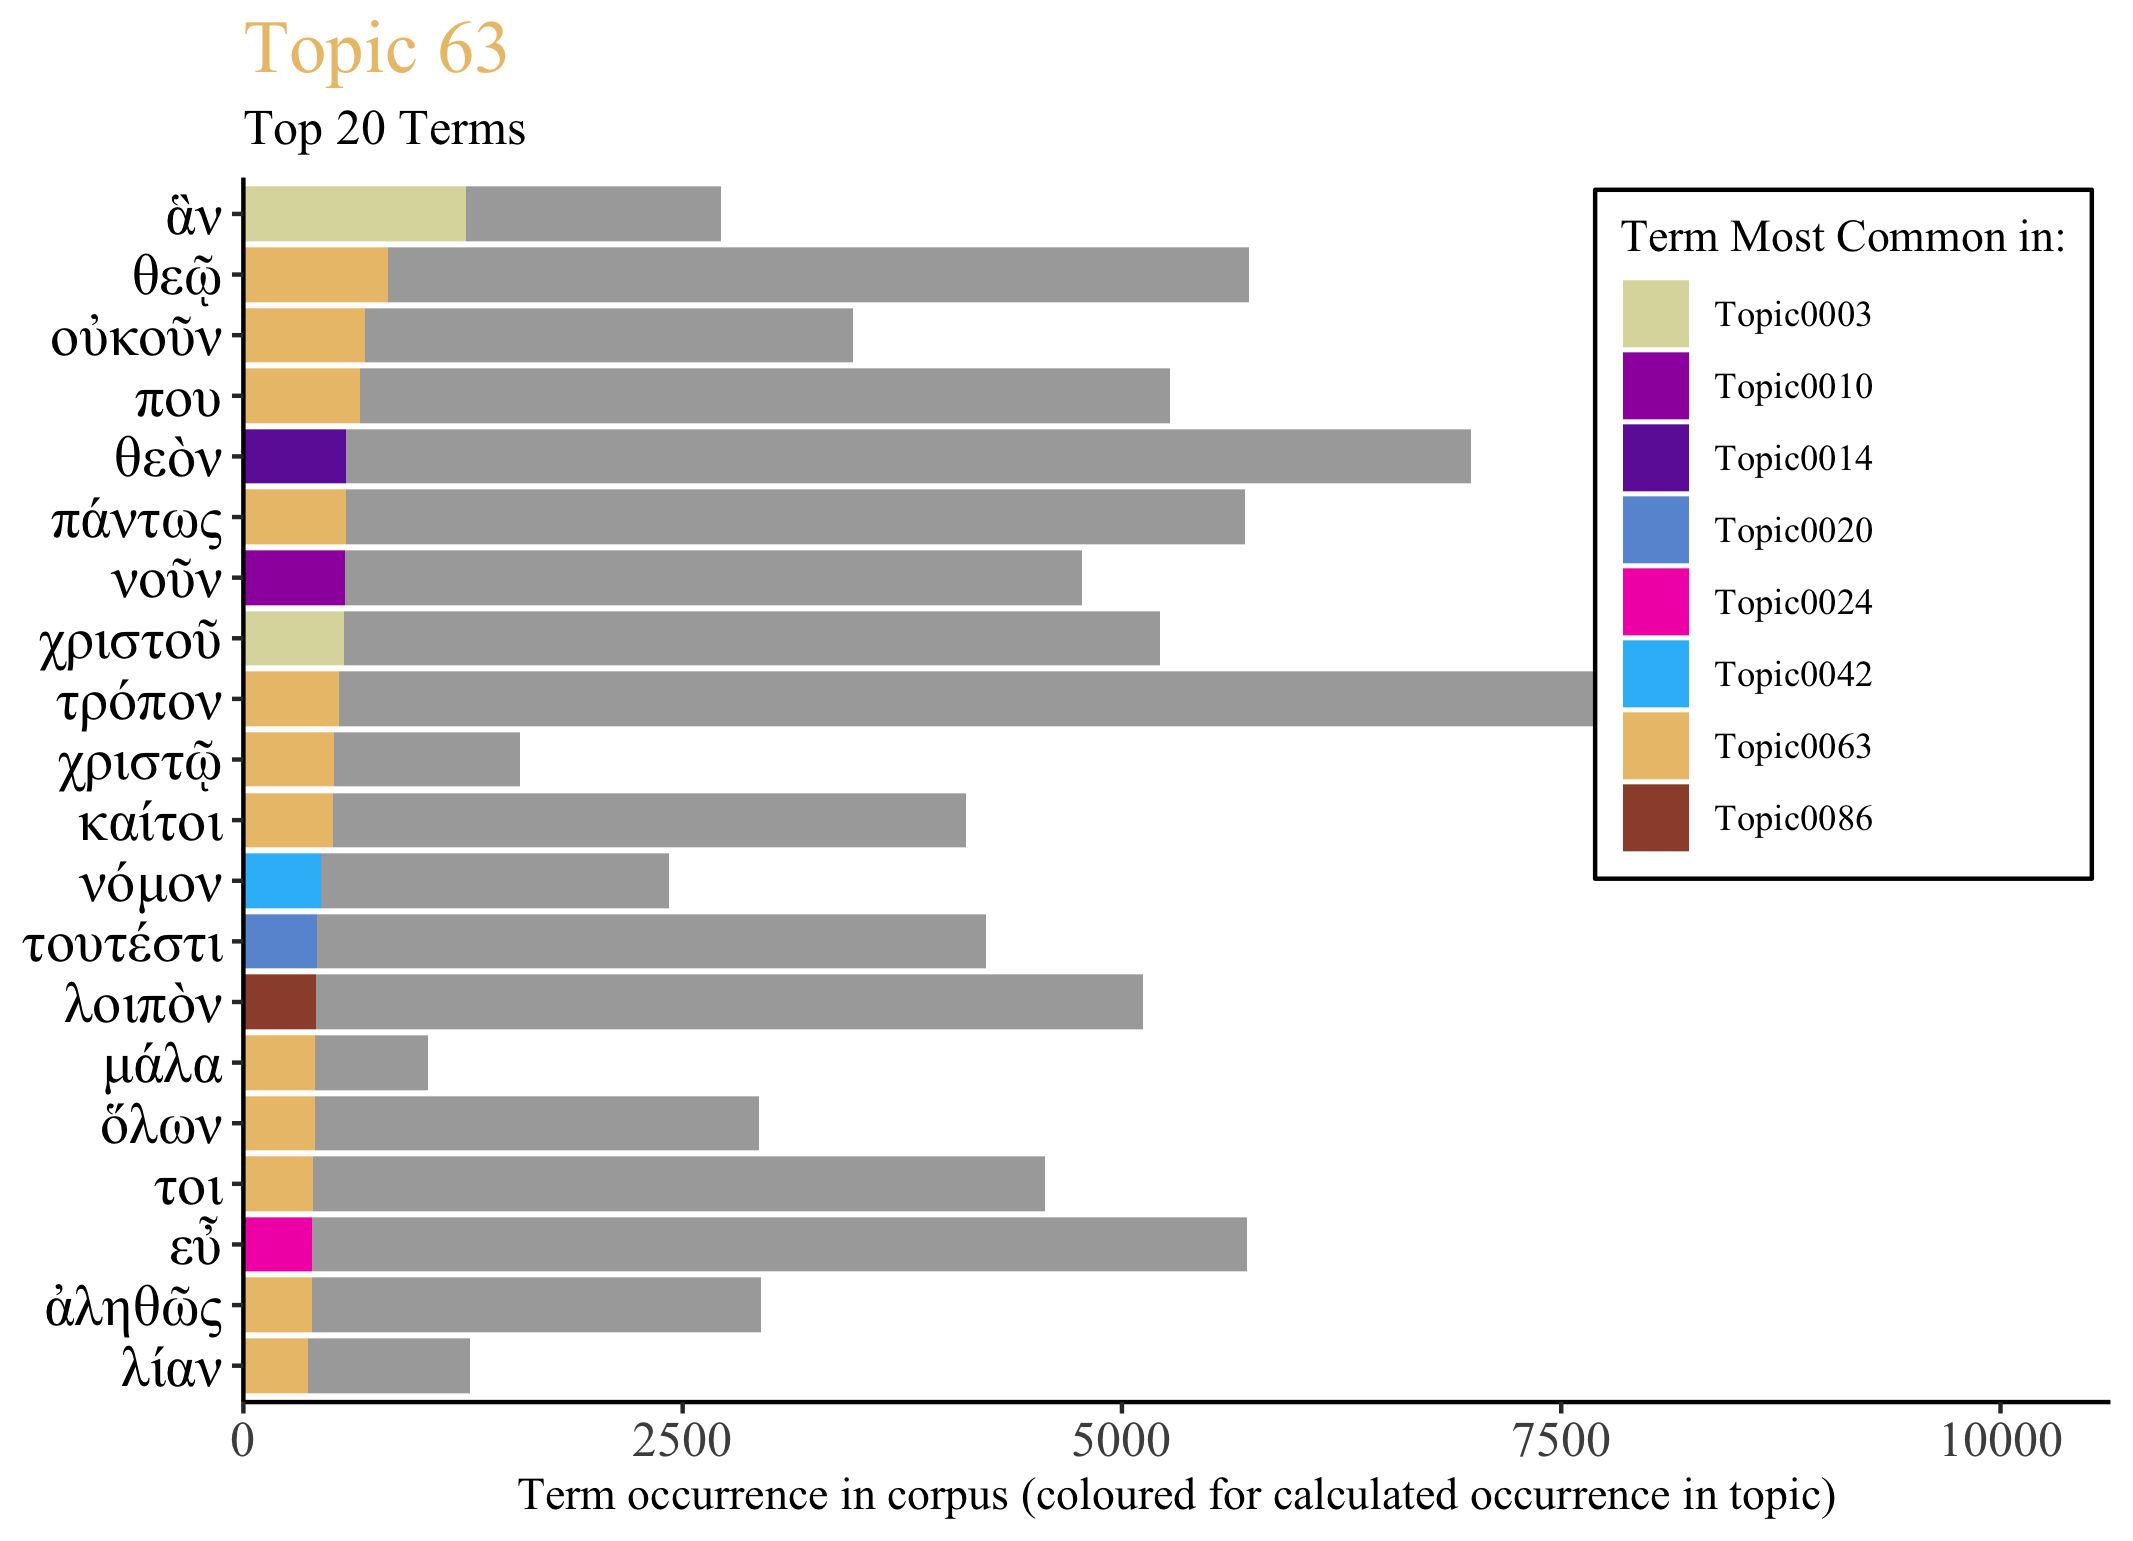 Topic 63
Top 20 Terms
ἂν
θεῷ
οὐκοῦν
που
θεὸν
πάντως
νοῦν
χριστοῦ
τρόπον
χριστῷ
καίτοι
νόμον
τουτέστι
λοιπὸν
μάλα
ὅλων
τοι
εὖ
ἀληθῶς
λίαν
Term Most Common in:
Topic0003
Topic0010
Topic0014
Topic0020
Topic0024
Topic0042
Topic0063
Topic0086
0 2500 5000 7500 10000
Term occurrence in corpus (coloured for calculated occurrence in topic)